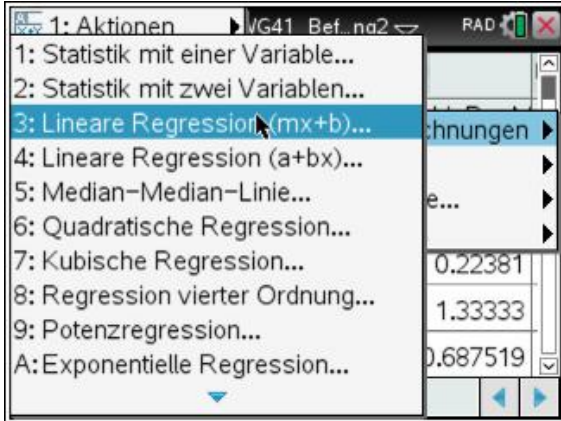 1: Aktionen
Bef…ng2
RAD
1: Statistik mit einer Variable...
2: Statistik mit zwei Variablen...
3: Lineare Regression (mx+b)...
4: Lineare Regression (a+bx)...
5: Median-Median-Linie...
6: Quadratische Regression...
7: Kubische Regression...
8: Regression vierter Ordnung...
9: Potenzregression...
A: Exponentielle Regression...
chnungen
e...
0.22381
1.33333
0.687519